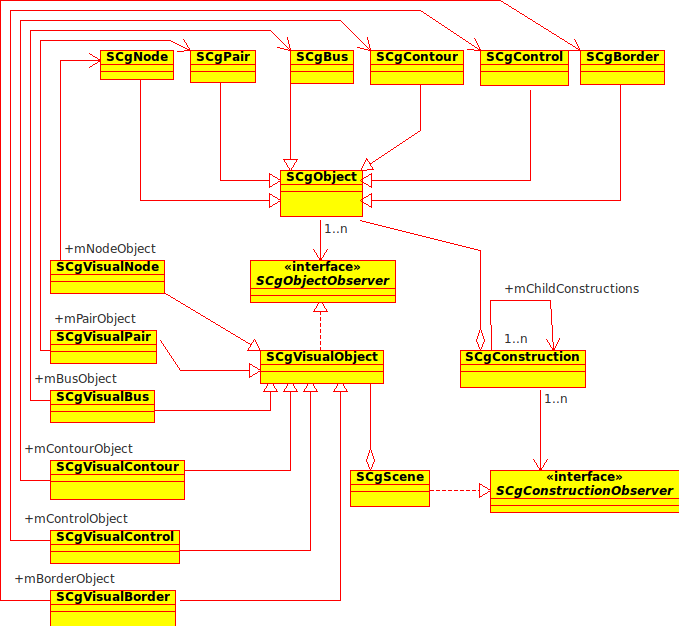 SCgNode
SCgPair
SCgBus
SCgContour
SCgControl
SCgBorder
SCgObject
1..n
+mNodeObject
«interface»
SCgObjectObserver
SCgVisualNode
+mChildConstructions
+mPairObject
SCgVisualPair
1..n
SCgVisualObject
SCgConstruction
+mBusObject
SCgVisualBus
1..n
+mContourObject
SCgVisualContour
SCgScene
«interface»
SCgConstructionObserver
+mControlObject
SCgVisualControl
+mBorderObject
SCgVisualBorder